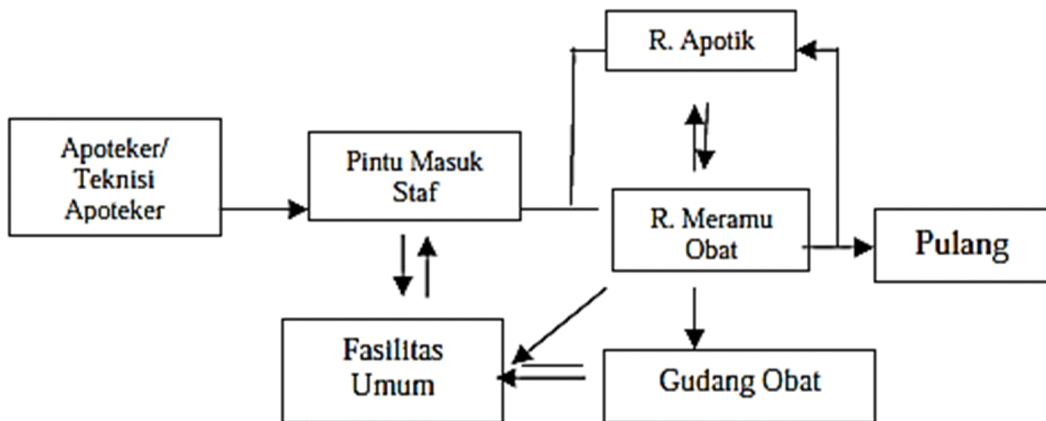 R. Apotik
Apoteker/
Teknisi
Apoteker
Pintu Masuk
Staf
R. Meramu
Obat
Pulang
Fasilitas
Umum
Gudang Obat